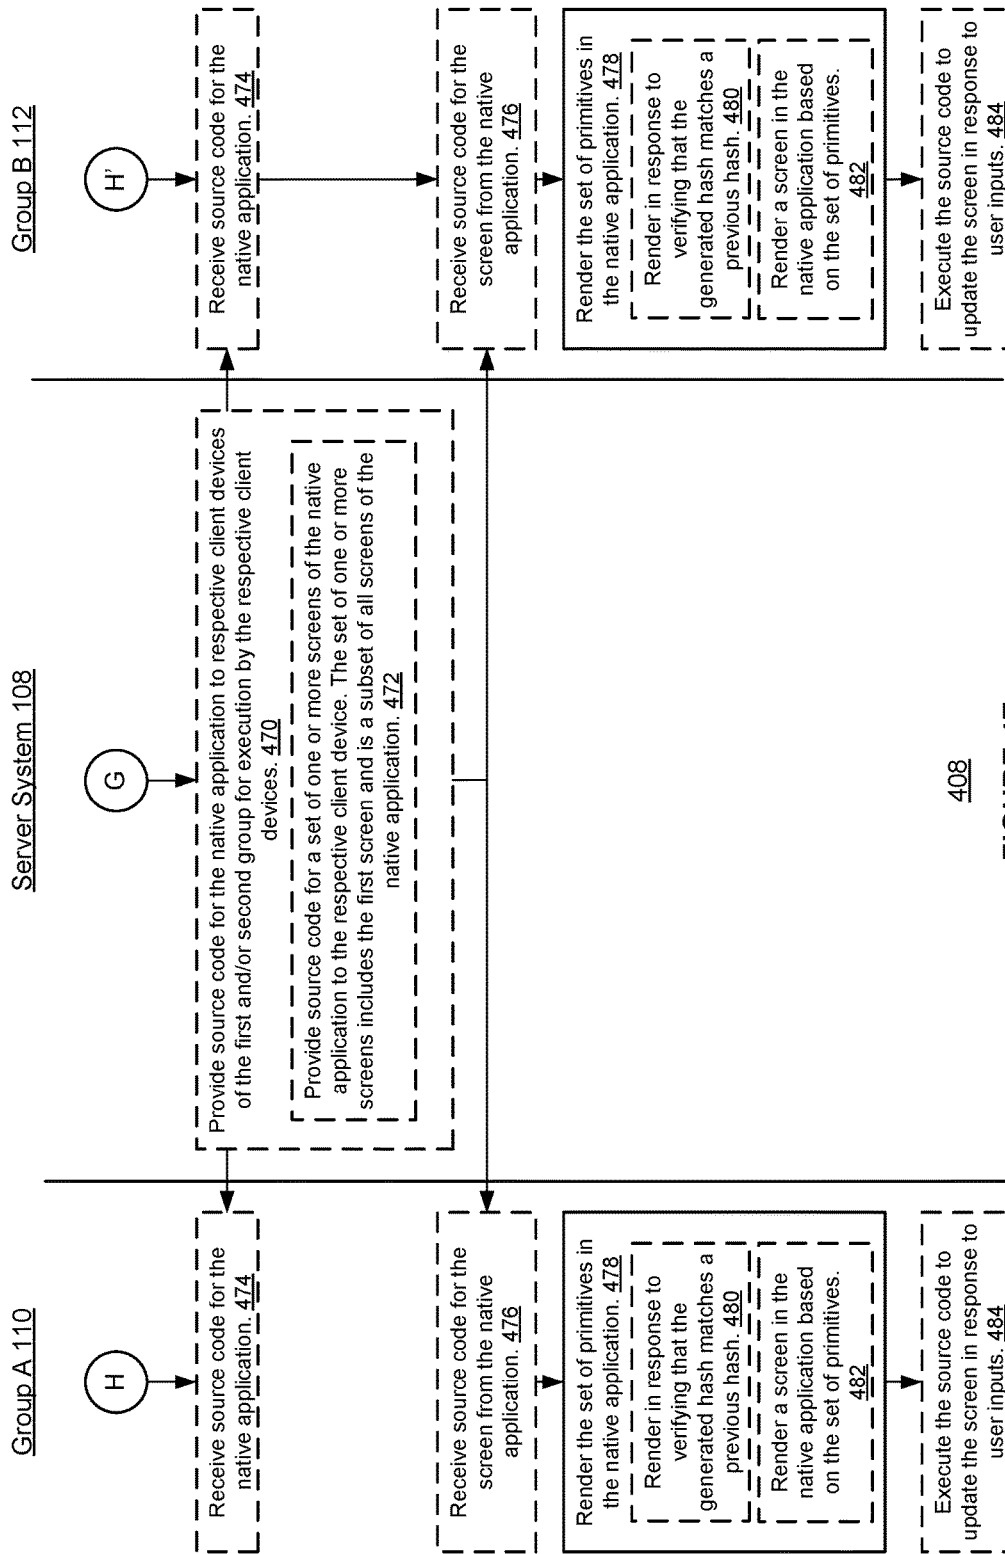 Group A 110
Server System 108
Group B 112
H
G
H'
Receive source code for the
native application. 474
Provide source code for the native application to respective client devices
of the first and/or second group for execution by the respective client
devices. 470
Provide source code for a set of one or more screens of the native
application to the respective client device. The set of one or more
screens includes the first screen and is a subset of all screens of the
native application. 472
Receive source code for the
native application. 474
Receive source code for the
screen from the native
application. 476
Receive source code for the
screen from the native
application. 476
Render the set of primitives in
the native application. 478
Render in response to
verifying that the
generated hash matches a
previous hash. 480
Render a screen in the
native application based
on the set of primitives.
482
Render the set of primitives in
the native application. 478
Render in response to
verifying that the
generated hash matches a
previous hash. 480
Render a screen in the
native application based
on the set of primitives.
482
Execute the source code to
update the screen in response to
user inputs. 484
Execute the source code to
update the screen in response to
user inputs. 484
408
FIGURE